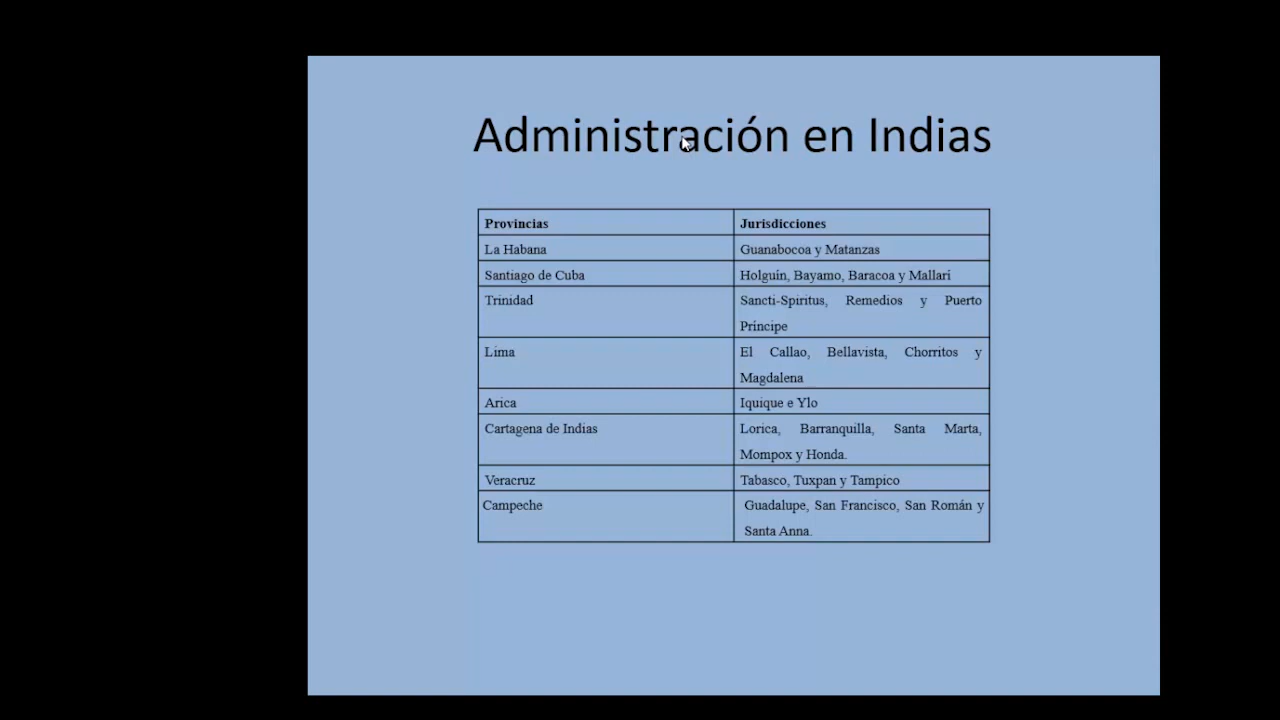 Administración en Indias
Provincias Jurisdicciones
La Habana Guanabocoa y Matanzas
Santiago de Cuba Holguín, Bayamo, Baracoa y Mallarí
Trinidad Sancti-Spiritus, Remedios y Puerto
Príncipe
Lima El Callao, Bellavista, Chorritos y
Magdalena
Arica Iquique e Ylo
Cartagena de Indias Lorica, Barranquilla, Santa Marta,
Mompox y Honda.
Veracruz Tabasco, Tuxpan y Tampico
Campeche Guadalupe, San Francisco, San Román y
Santa Anna.